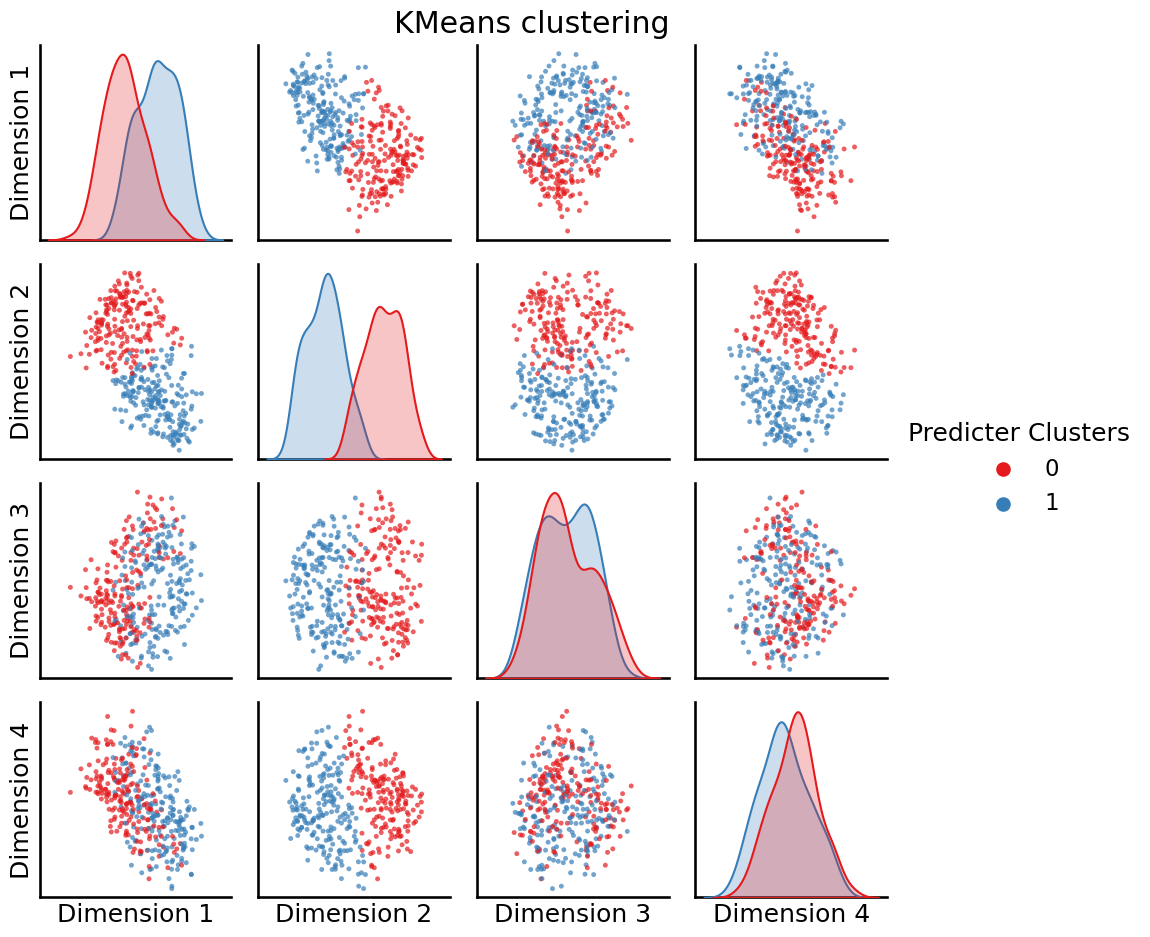 KMeans clustering
Dimension 1
Dimension 2
Dimension 3
Dimension 4
Predicter Clusters
0
1
Dimension 1
Dimension 2
Dimension 3
Dimension 4